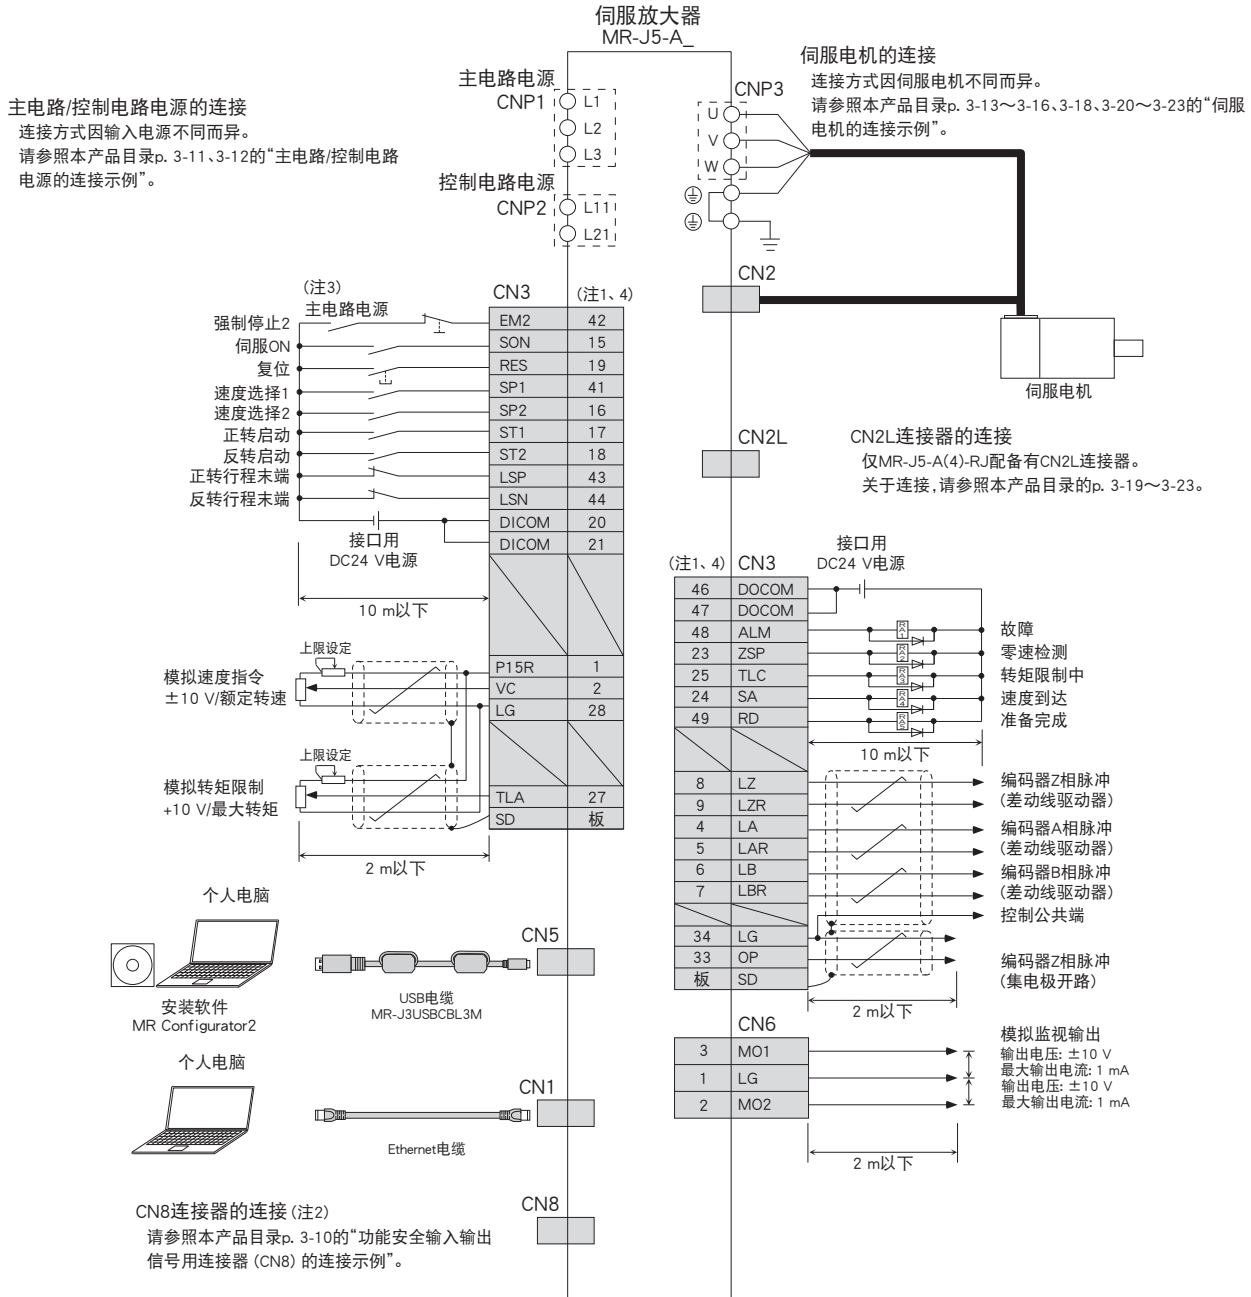 伺服放大器
MR-J5-A_
主电路/控制电路电源的连接
连接方式因输入电源不同而异。
请参照本产品目录p. 3-11、3-12的“主电路/控制电路
电源的连接示例”。
主电路电源
CNP1
L1
L2
L3
控制电路电源
CNP2
L11
L21
CNP3
U
V
W
伺服电机的连接
连接方式因伺服电机不同而异。
请参照本产品目录p. 3-13～3-16、3-18、3-20～3-23的“伺服
电机的连接示例”。
CN2
伺服电机
CN2L
CN2L连接器的连接
仅MR-J5-A(4)-RJ配备有CN2L连接器。
关于连接,请参照本产品目录的p. 3-19～3-23。
(注3)
主电路电源
CN3
(注1、4)
强制停止2 EM2 42
伺服ON SON 15
复位 RES 19
速度选择1 SP1 41
速度选择2 SP2 16
正转启动 ST1 17
反转启动 ST2 18
正转行程末端 LSP 43
反转行程末端 LSN 44
DICOM 20
DICOM 21
接口用
DC24 V电源
10 m以下
上限设定
模拟速度指令
±10 V/额定转速
P15R 1
VC 2
LG 28
上限设定
模拟转矩限制
+10 V/最大转矩
TLA 27
SD 板
2 m以下
(注1、4) CN3
接口用
DC24 V电源
46 DOCOM
47 DOCOM
48 ALM RA1 故障
23 ZSP RA2 零速检测
25 TLC RA3 转矩限制中
24 SA RA4 速度到达
49 RD RA5 准备完成
10 m以下
8 LZ 编码器Z相脉冲
9 LZR (差动线驱动器)
4 LA 编码器A相脉冲
5 LAR (差动线驱动器)
6 LB 编码器B相脉冲
7 LBR (差动线驱动器)
控制公共端
34 LG
33 OP 编码器Z相脉冲
板 SD (集电极开路)
2 m以下
CN6
3 MO1
1 LG
2 MO2
模拟监视输出
输出电压: ±10 V
最大输出电流: 1 mA
输出电压: ±10 V
最大输出电流: 1 mA
2 m以下
个人电脑
安装软件
MR Configurator2
USB电缆
MR-J3USBCBL3M
CN5
个人电脑
Ethernet电缆
CN1
CN8连接器的连接 (注2)
请参照本产品目录p. 3-10的“功能安全输入输出
信号用连接器 (CN8) 的连接示例”。
CN8